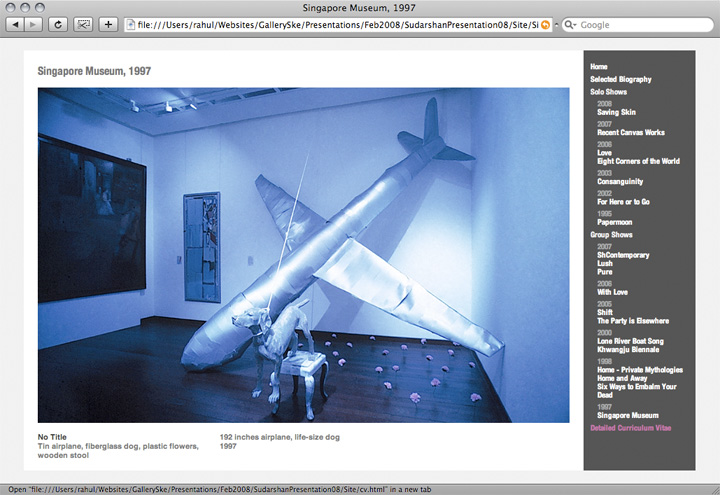 Singapore Museum, 1997
file:///Users/rahul/Websites/GallerySke/Presentations/Feb2008/SudarshanPresentation08/Site/Si
Google
Singapore Museum, 1997
No Title
Tin airplane, fiberglass dog, plastic flowers,
wooden stool
192 inches airplane, life-size dog
1997
Home
Selected Biography
Solo Shows
2008
Saving Skin
2007
Recent Canvas Works
2006
Love
Eight Corners of the World
2003
Consanguinity
2002
For Here or to Go
1995
Papermoon
Group Shows
2007
ShContemporary
Lush
Pure
2006
With Love
2005
Shift
The Party is Elsewhere
2000
Lone River Boat Song
Khwangju Biennale
1998
Home - Private Mythologies
Home and Away
Six Ways to Embalm Your
Dead
1997
Singapore Museum
Detailed Curriculum Vitae
Open "file:///Users/rahul/Websites/GallerySke/Presentations/Feb2008/SudarshanPresentation08/Site/cv.html" in a new tab